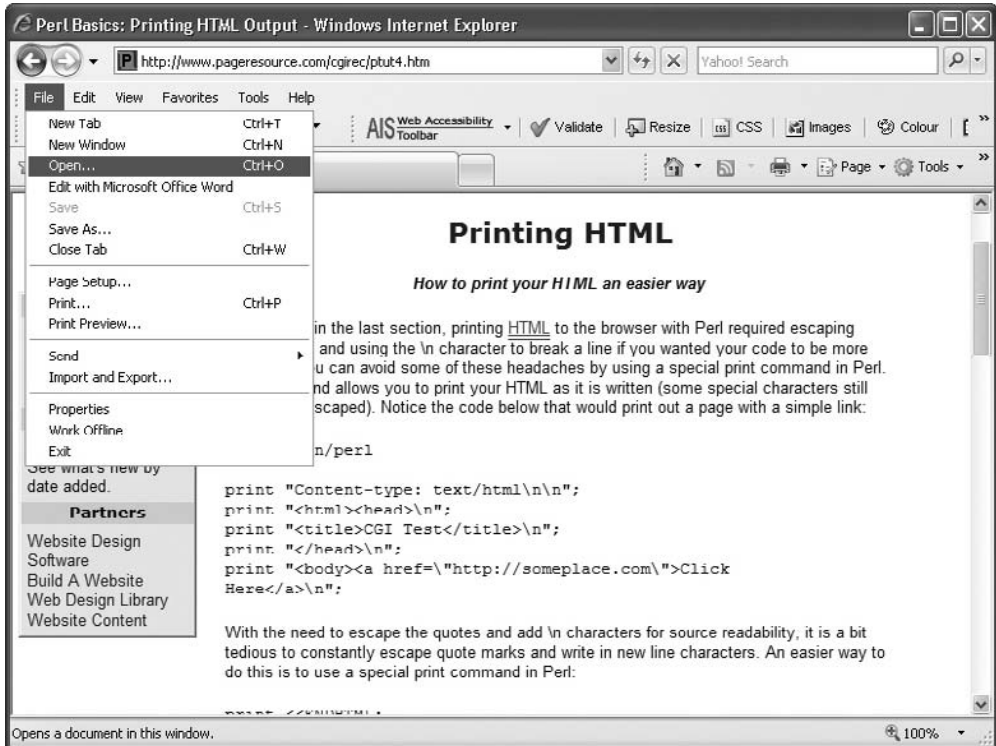 Perl Basics: Printing HTML Output - Windows Internet Explorer
http://www.pageresource.com/cgirec/ptut4.htm
Yahoo! Search
File Edit View Favorites Tools Help
AIS Web Accessibility Toolbar
Validate Resize CSS Images Colour
Page Tools
New Tab Ctrl+T
New Window Ctrl+N
Open... Ctrl+O
Edit with Microsoft Office Word
Save Ctrl+S
Save As...
Close Tab Ctrl+W
Page Setup...
Print... Ctrl+P
Print Preview...
Send
Import and Export...
Properties
Work Offline
Exit
See what's new by
date added.
Partners
Website Design
Software
Build A Website
Web Design Library
Website Content
Printing HTML
How to print your HTML an easier way
in the last section, printing HTML to the browser with Perl required escaping
and using the \n character to break a line if you wanted your code to be more
u can avoid some of these headaches by using a special print command in Perl.
nd allows you to print your HTML as it is written (some special characters still
scaped). Notice the code below that would print out a page with a simple link:
n/perl
print "Content-type: text/html\n\n";
print "<html><head>\n";
print "<title>CGI Test</title>\n";
print "</head>\n";
print "<body><a href=\"http://someplace.com\">Click
Here</a>\n";
With the need to escape the quotes and add \n characters for source readability, it is a bit
tedious to constantly escape quote marks and write in new line characters. An easier way to
do this is to use a special print command in Perl:
print <<ENDHTML;
Opens a document in this window.
100%